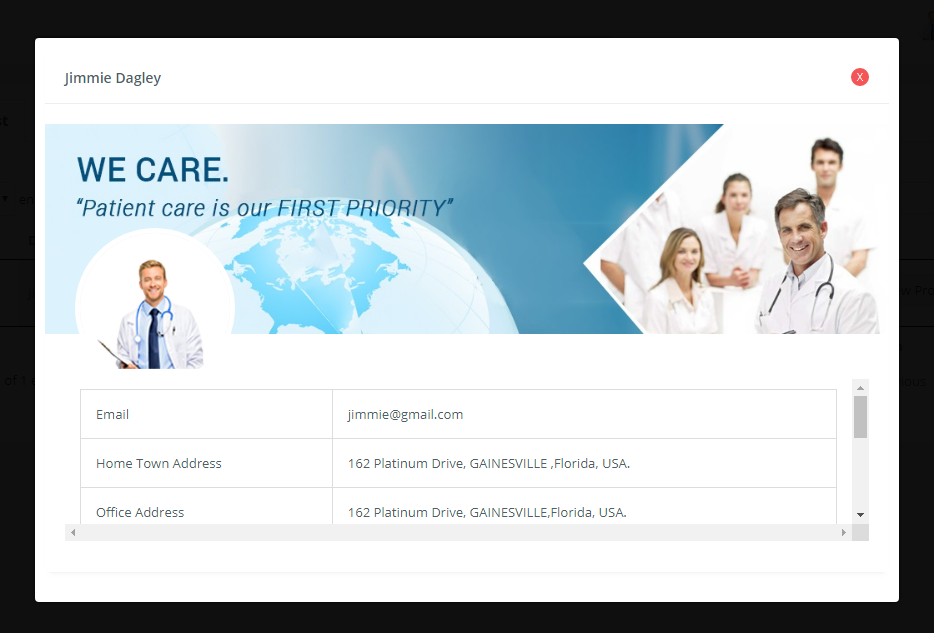 Jimmie Dagley
X
WE CARE.
“Patient care is our FIRST PRIORITY”
Email
jimmie@gmail.com
Home Town Address
162 Platinum Drive, GAINESVILLE ,Florida, USA.
Office Address
162 Platinum Drive, GAINESVILLE,Florida, USA.